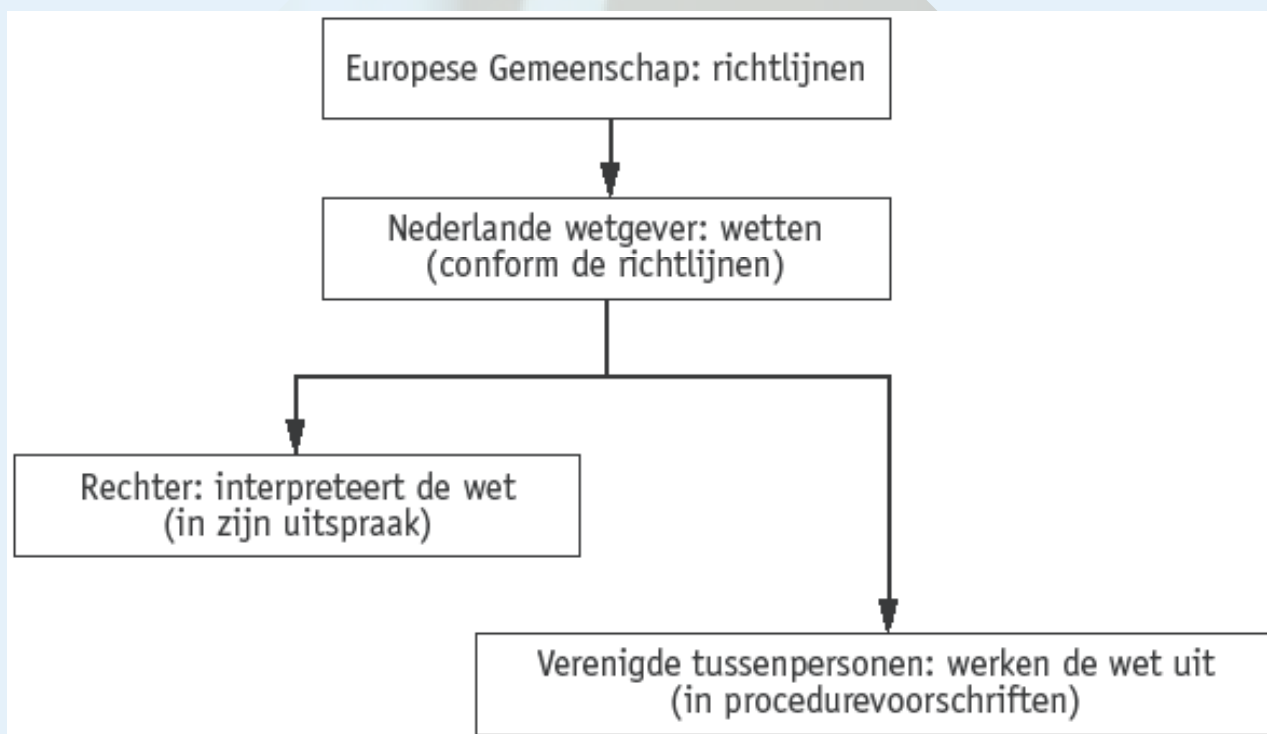 Europese Gemeenschap: richtlijnen
Nederlande wetgever: wetten
(conform de richtlijnen)
Rechter: interpreteert de wet
(in zijn uitspraak)
Verenigde tussenpersonen: werken de wet uit
(in procedurevoorschriften)